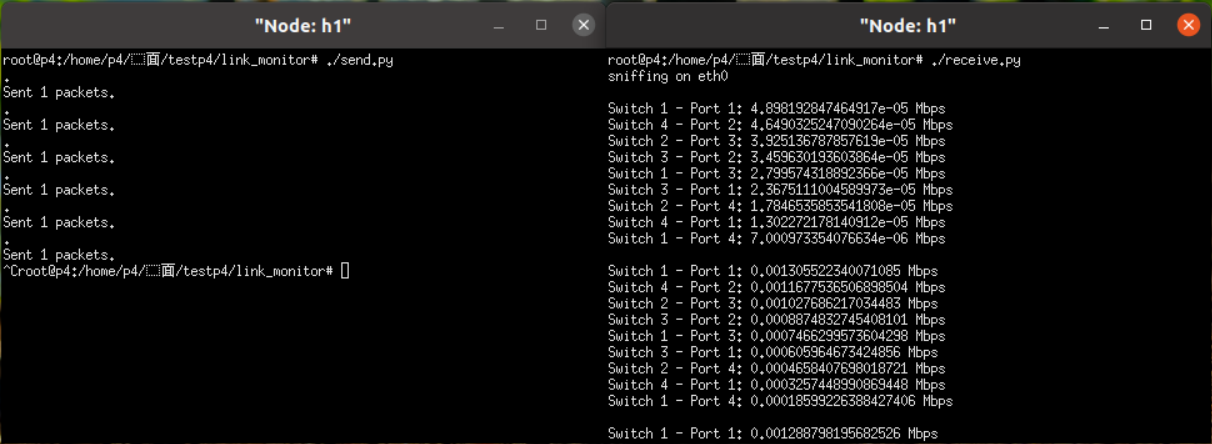 "Node: h1"
root@p4:/home/p4/面/testp4/link_monitor# ./send.py
.
Sent 1 packets.
.
Sent 1 packets.
.
Sent 1 packets.
.
Sent 1 packets.
.
Sent 1 packets.
.
Sent 1 packets.
^Croot@p4:/home/p4/面/testp4/link_monitor#
"Node: h1"
root@p4:/home/p4/面/testp4/link_monitor# ./receive.py
sniffing on eth0
Switch 1 - Port 1: 4.898192847464917e-05 Mbps
Switch 4 - Port 2: 4.6490325247090264e-05 Mbps
Switch 2 - Port 3: 3.925136787857619e-05 Mbps
Switch 3 - Port 2: 3.459630193603864e-05 Mbps
Switch 1 - Port 3: 2.799574318892366e-05 Mbps
Switch 3 - Port 1: 2.3675111004589973e-05 Mbps
Switch 2 - Port 4: 1.7846535853541808e-05 Mbps
Switch 4 - Port 1: 1.302272178140912e-05 Mbps
Switch 1 - Port 4: 7.000973354076634e-06 Mbps
Switch 1 - Port 1: 0.001305522340071085 Mbps
Switch 4 - Port 2: 0.0011677536506898504 Mbps
Switch 2 - Port 3: 0.001027686217034483 Mbps
Switch 3 - Port 2: 0.0008874832745408101 Mbps
Switch 1 - Port 3: 0.0007466299573604298 Mbps
Switch 3 - Port 1: 0.000605964673424856 Mbps
Switch 2 - Port 4: 0.0004658407698018721 Mbps
Switch 4 - Port 1: 0.0003257448990869448 Mbps
Switch 1 - Port 4: 0.00018599226388427406 Mbps
Switch 1 - Port 1: 0.001288798195682526 Mbps